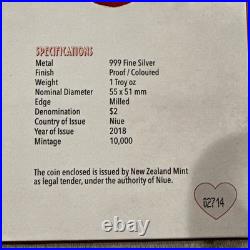 SPECIFICATIONS
Metal 999 Fine Silver
Finish Proof / Coloured
Weight 1 Troy oz
Nominal Diameter 55 x 51 mm
Edge Milled
Denomination $2
Country of Issue Niue
Year of Issue 2018
Mintage 10,000
The coin enclosed is issued by New Zealand Mint
as legal tender, under the authority of Niue.
02714
thecoinsilver.com